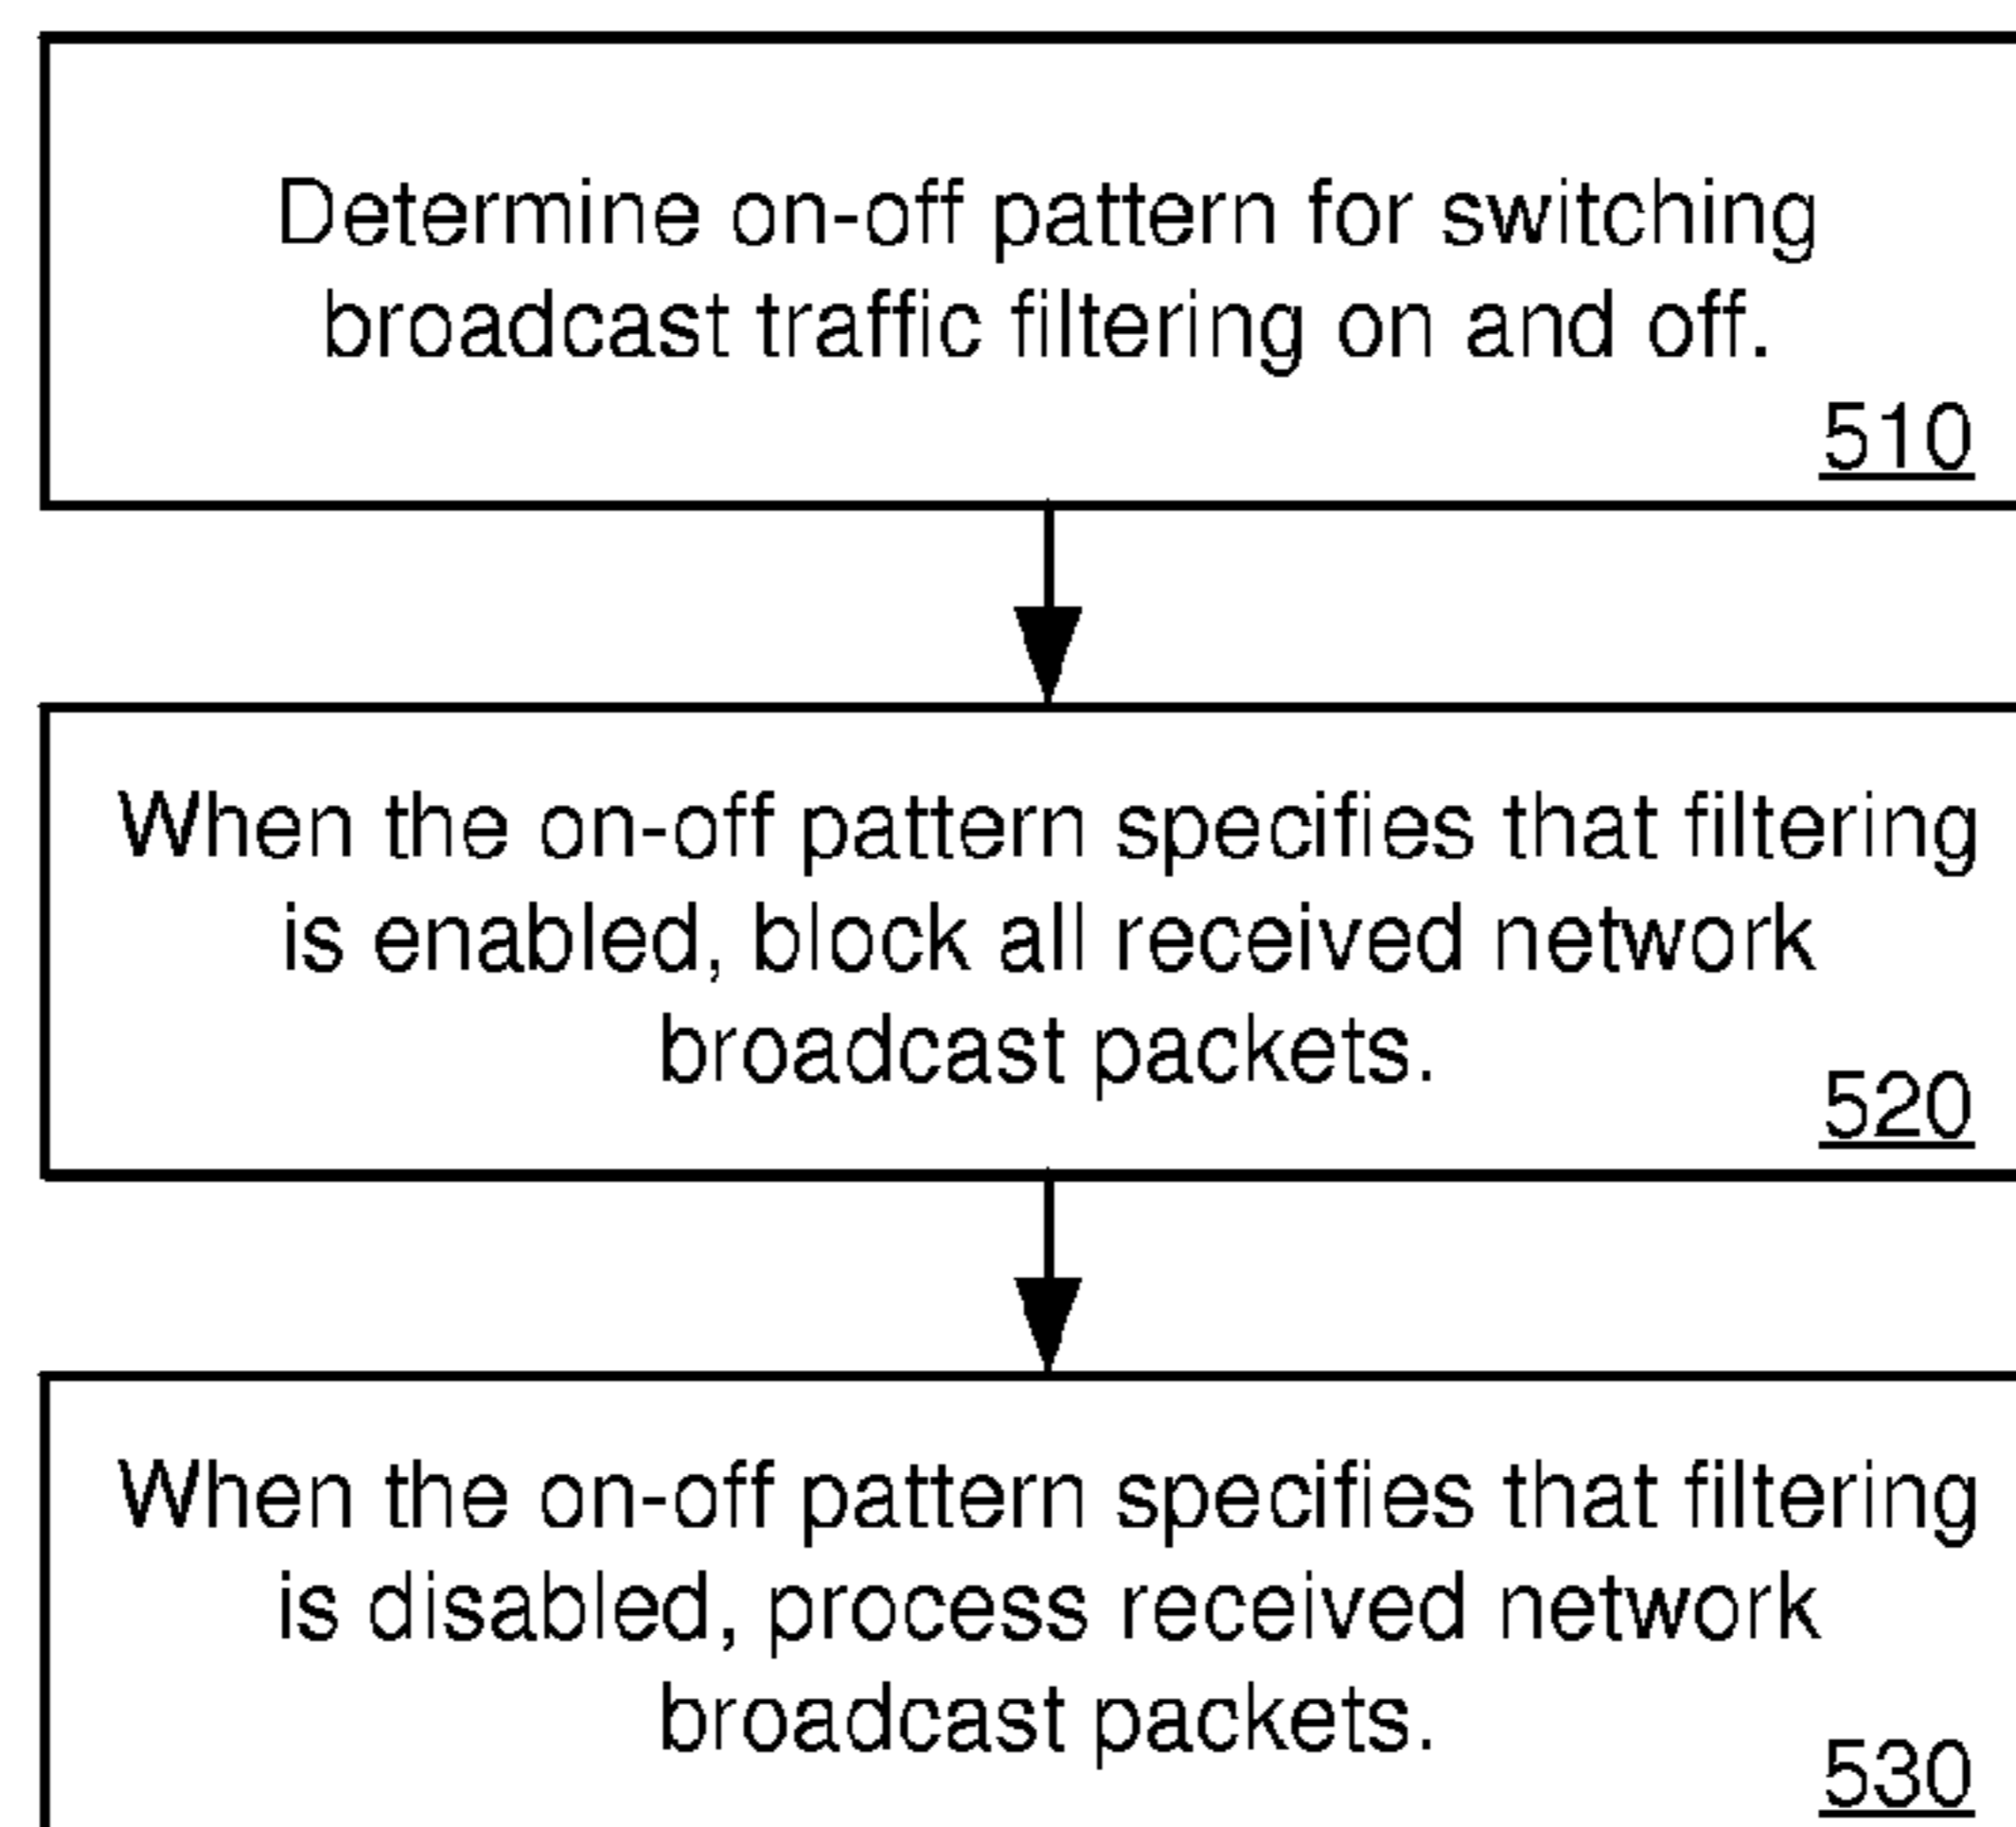 Determine on-off pattern for switching
broadcast traffic filtering on and off.
510
When the on-off pattern specifies that filtering
is enabled, block all received network
broadcast packets.
520
When the on-off pattern specifies that filtering
is disabled, process received network
broadcast packets.
530